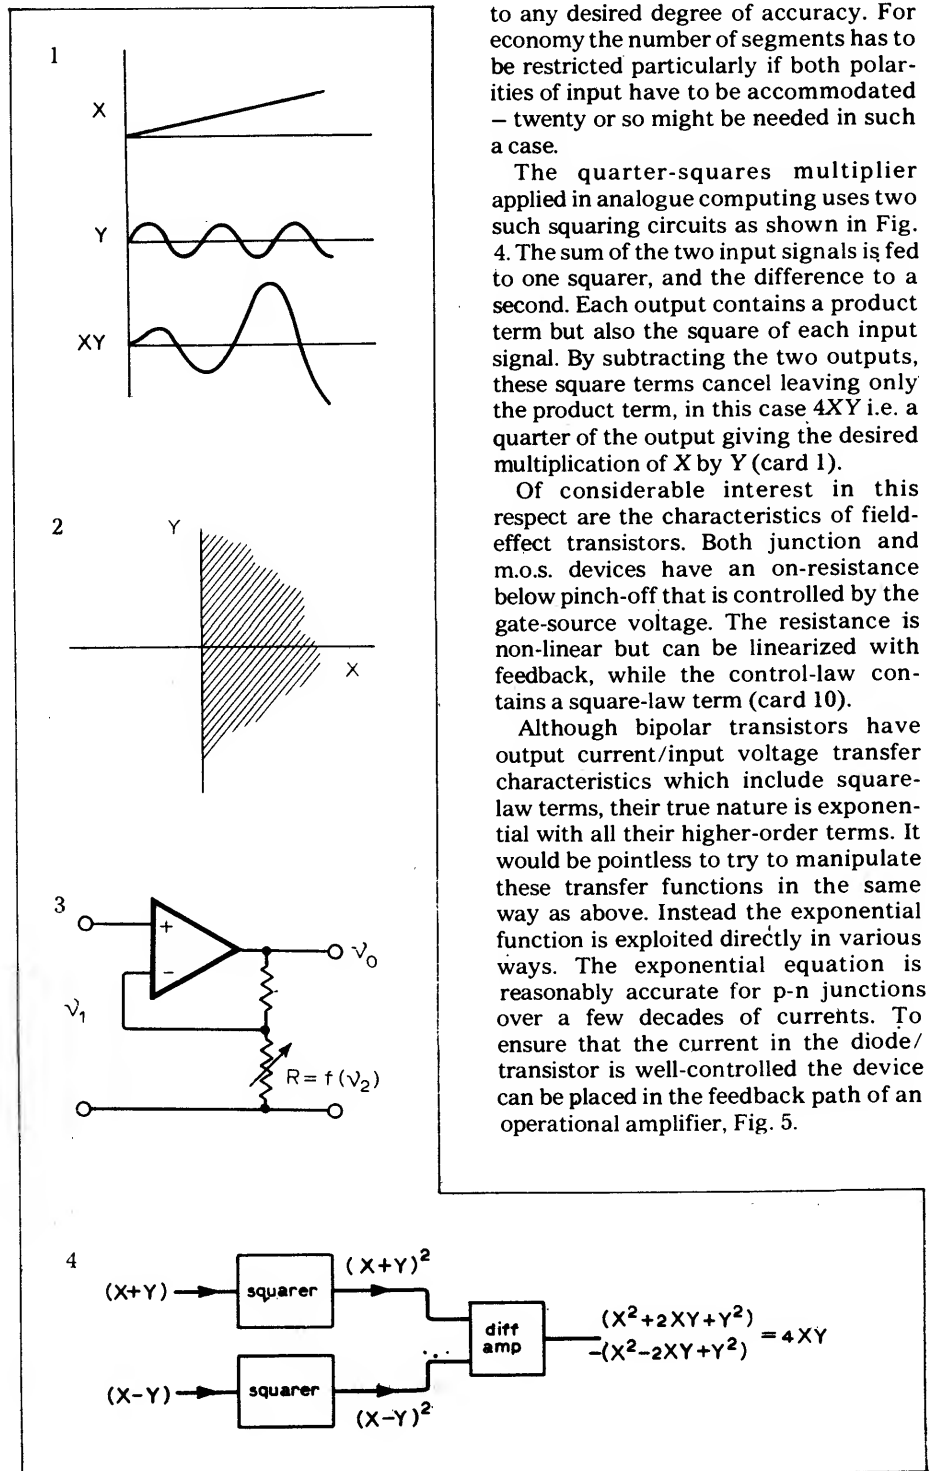 to any desired degree of accuracy. For
economy the number of segments has to
be restricted particularly if both polar-
ities of input have to be accommodated
– twenty or so might be needed in such
a case.
The quarter-squares multiplier
applied in analogue computing uses two
such squaring circuits as shown in Fig.
4. The sum of the two input signals is fed
to one squarer, and the difference to a
second. Each output contains a product
term but also the square of each input
signal. By subtracting the two outputs,
these square terms cancel leaving only
the product term, in this case 4XY i.e. a
quarter of the output giving the desired
multiplication of X by Y (card 1).
Of considerable interest in this
respect are the characteristics of field-
effect transistors. Both junction and
m.o.s. devices have an on-resistance
below pinch-off that is controlled by the
gate-source voltage. The resistance is
non-linear but can be linearized with
feedback, while the control-law con-
tains a square-law term (card 10).
Although bipolar transistors have
output current/input voltage transfer
characteristics which include square-
law terms, their true nature is exponen-
tial with all their higher-order terms. It
would be pointless to try to manipulate
these transfer functions in the same
way as above. Instead the exponential
function is exploited directly in various
ways. The exponential equation is
reasonably accurate for p-n junctions
over a few decades of currents. To
ensure that the current in the diode/
transistor is well-controlled the device
can be placed in the feedback path of an
operational amplifier, Fig. 5.
1
X
Y
XY
2
Y
X
3
+
−
ν₀
ν₁
R = f(ν₂)
4
(X+Y)
squarer
(X+Y)²
diff
amp
(X²+2XY+Y²)
-(X²-2XY+Y²) = 4XY
(X-Y)
squarer
(X-Y)²